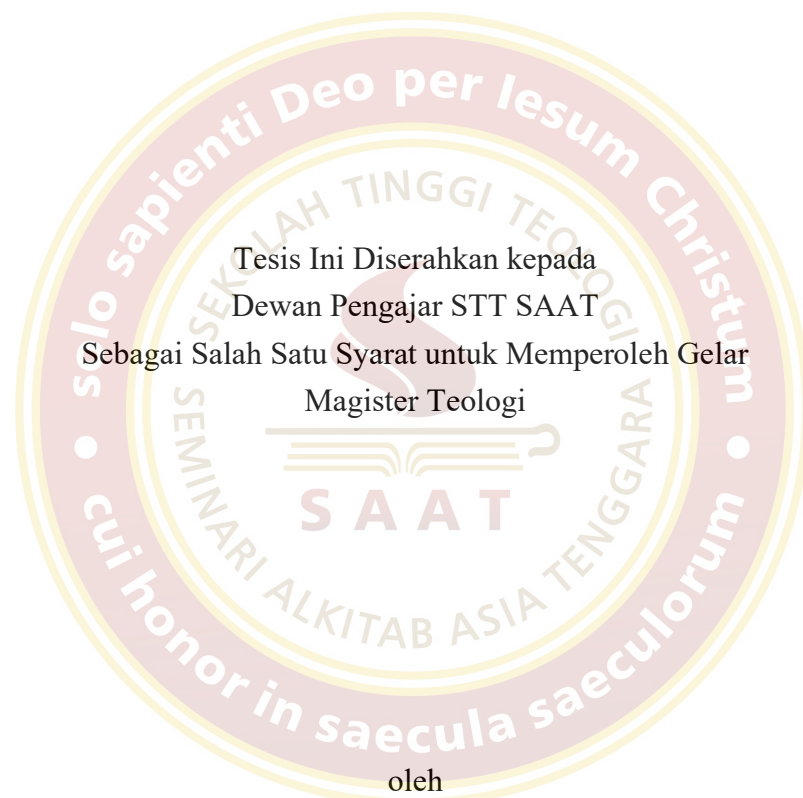 solo sapienti Deo per Iesum Christum
SEKOLAH TINGGI TEOLOGI
Tesis Ini Diserahkan kepada
Dewan Pengajar STT SAAT
Sebagai Salah Satu Syarat untuk Memperoleh Gelar
Magister Teologi
SAAT
SEMINARI ALKITAB ASIA TENGGARA
cui honor in saecula saeculorum
oleh